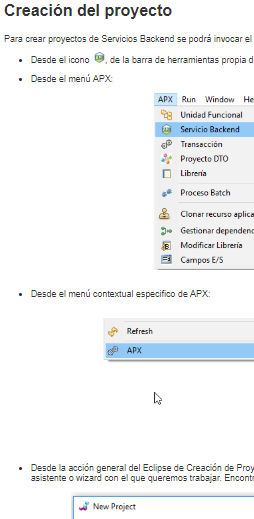 Creación del proyecto
Para crear proyectos de Servicios Backend se podrá invocar el
Desde el icono , de la barra de herramientas propia d
Desde el menú APX:
APX Run Window He
Unidad Funcional
Servicio Backend
Transacción
Proyecto DTO
Librería
Proceso Batch
Clonar recurso aplica
Gestionar dependenc
Modificar Librería
Campos E/S
Desde el menú contextual especifico de APX:
Refresh
APX
Desde la acción general del Eclipse de Creación de Proy
asistente o wizard con el que queremos trabajar. Encontr
New Project